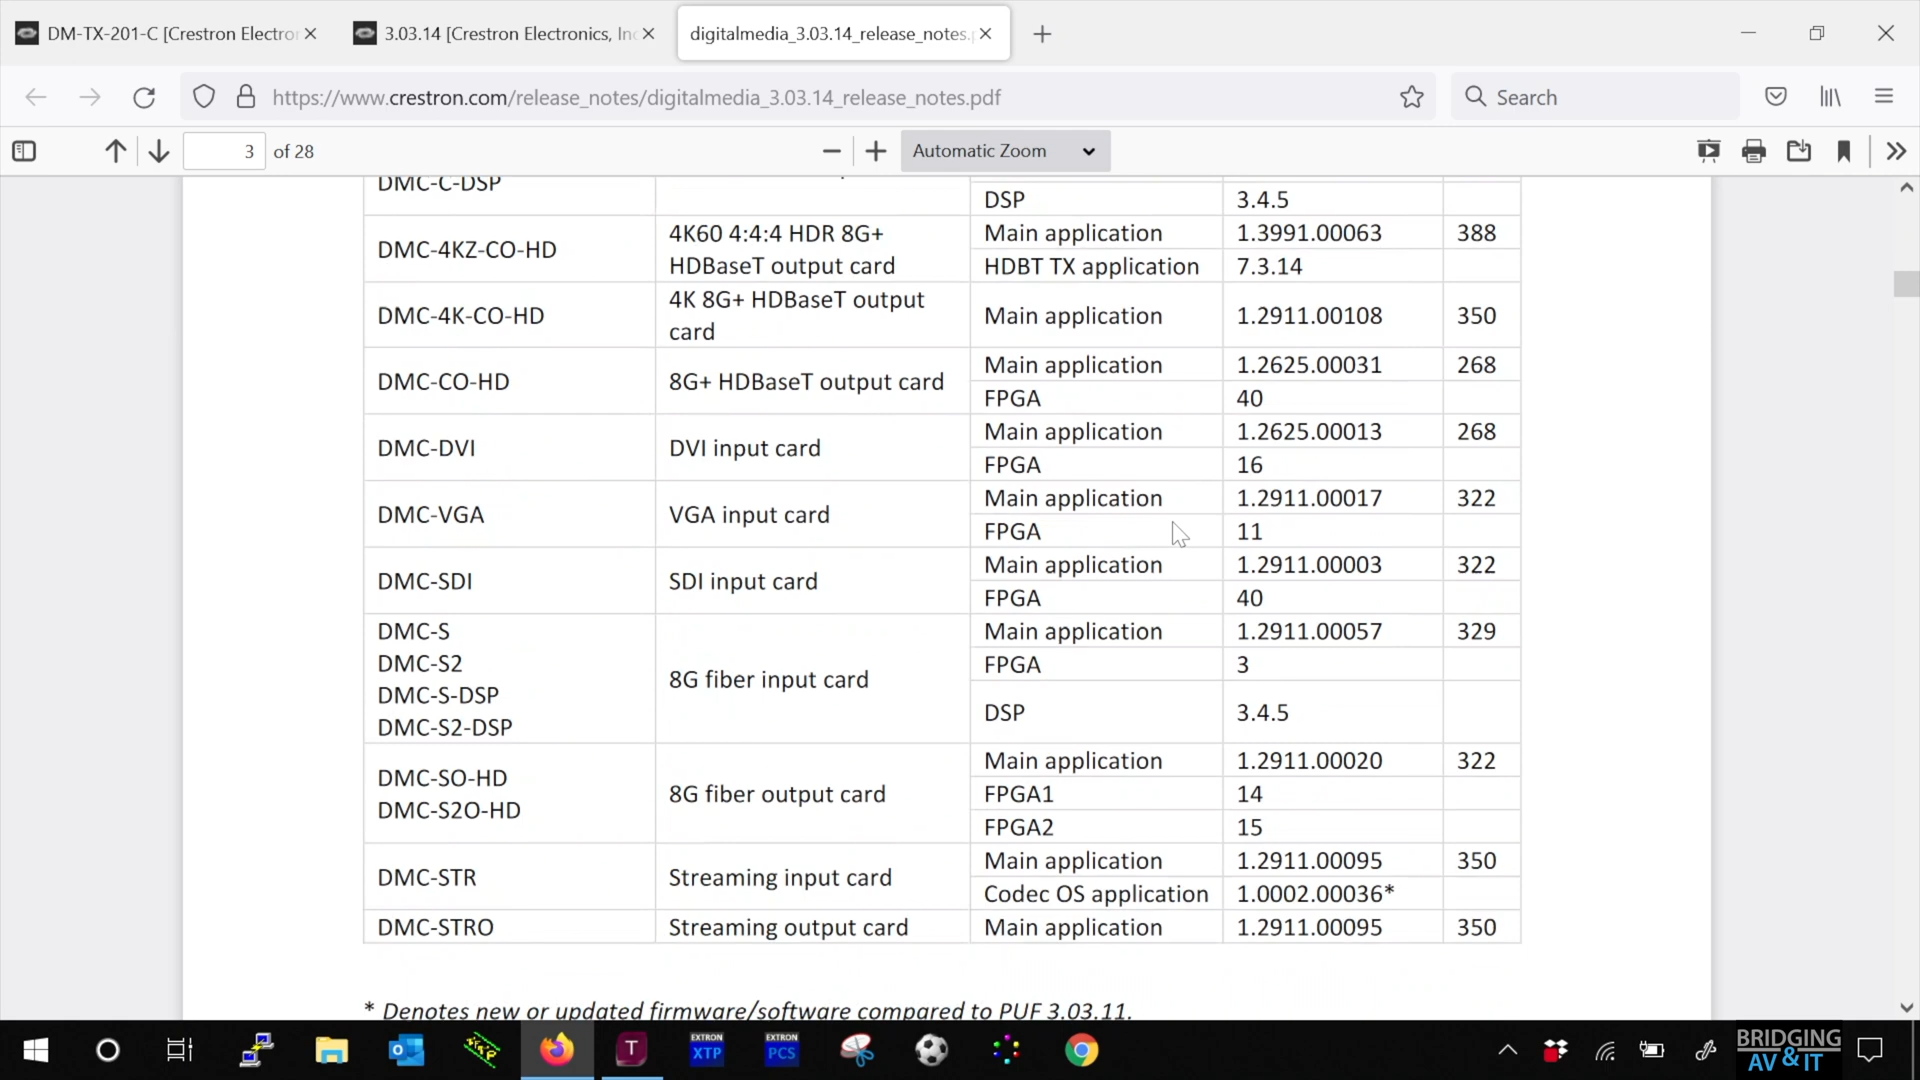 DM-TX-201-C [Crestron Electror
3.03.14 [Crestron Electronics, Inc
digitalmedia_3.03.14_release_notes.p
https://www.crestron.com/release_notes/digitalmedia_3.03.14_release_notes.pdf
Search
3 of 28
Automatic Zoom
DMC-C-DSP
DSP 3.4.5
DMC-4KZ-CO-HD
4K60 4:4:4 HDR 8G+
HDBaseT output card
Main application 1.3991.00063 388
HDBT TX application 7.3.14
DMC-4K-CO-HD
4K 8G+ HDBaseT output
card
Main application 1.2911.00108 350
DMC-CO-HD
8G+ HDBaseT output card
Main application 1.2625.00031 268
FPGA 40
DMC-DVI
DVI input card
Main application 1.2625.00013 268
FPGA 16
DMC-VGA
VGA input card
Main application 1.2911.00017 322
FPGA 11
DMC-SDI
SDI input card
Main application 1.2911.00003 322
FPGA 40
DMC-S
DMC-S2
DMC-S-DSP
DMC-S2-DSP
8G fiber input card
Main application 1.2911.00057 329
FPGA 3
DSP 3.4.5
DMC-SO-HD
DMC-S2O-HD
8G fiber output card
Main application 1.2911.00020 322
FPGA1 14
FPGA2 15
DMC-STR
Streaming input card
Main application 1.2911.00095 350
Codec OS application 1.0002.00036*
DMC-STRO
Streaming output card
Main application 1.2911.00095 350
* Denotes new or updated firmware/software compared to PUF 3.03.11.
T
EXTRON
XTP
EXTRON
PCS
BRIDGING
AV&IT